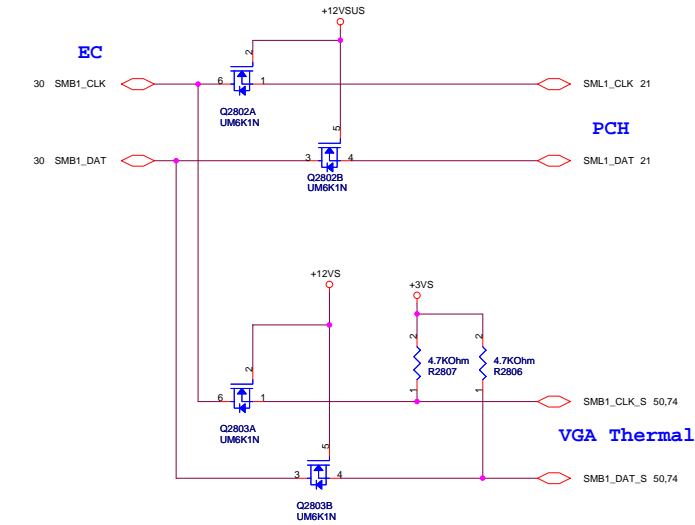 +12VSUS
EC
2
30 SMB1_CLK
6
1
SML1_CLK 21
Q2802A
UM6K1N
5
PCH
30 SMB1_DAT
3
4
SML1_DAT 21
Q2802B
UM6K1N
+12VS
+3VS
2
2
2
4.7KOhm
R2807
4.7KOhm
R2806
1
1
6
1
SMB1_CLK_S 50,74
Q2803A
UM6K1N
VGA Thermal
5
3
4
SMB1_DAT_S 50,74
Q2803B
UM6K1N